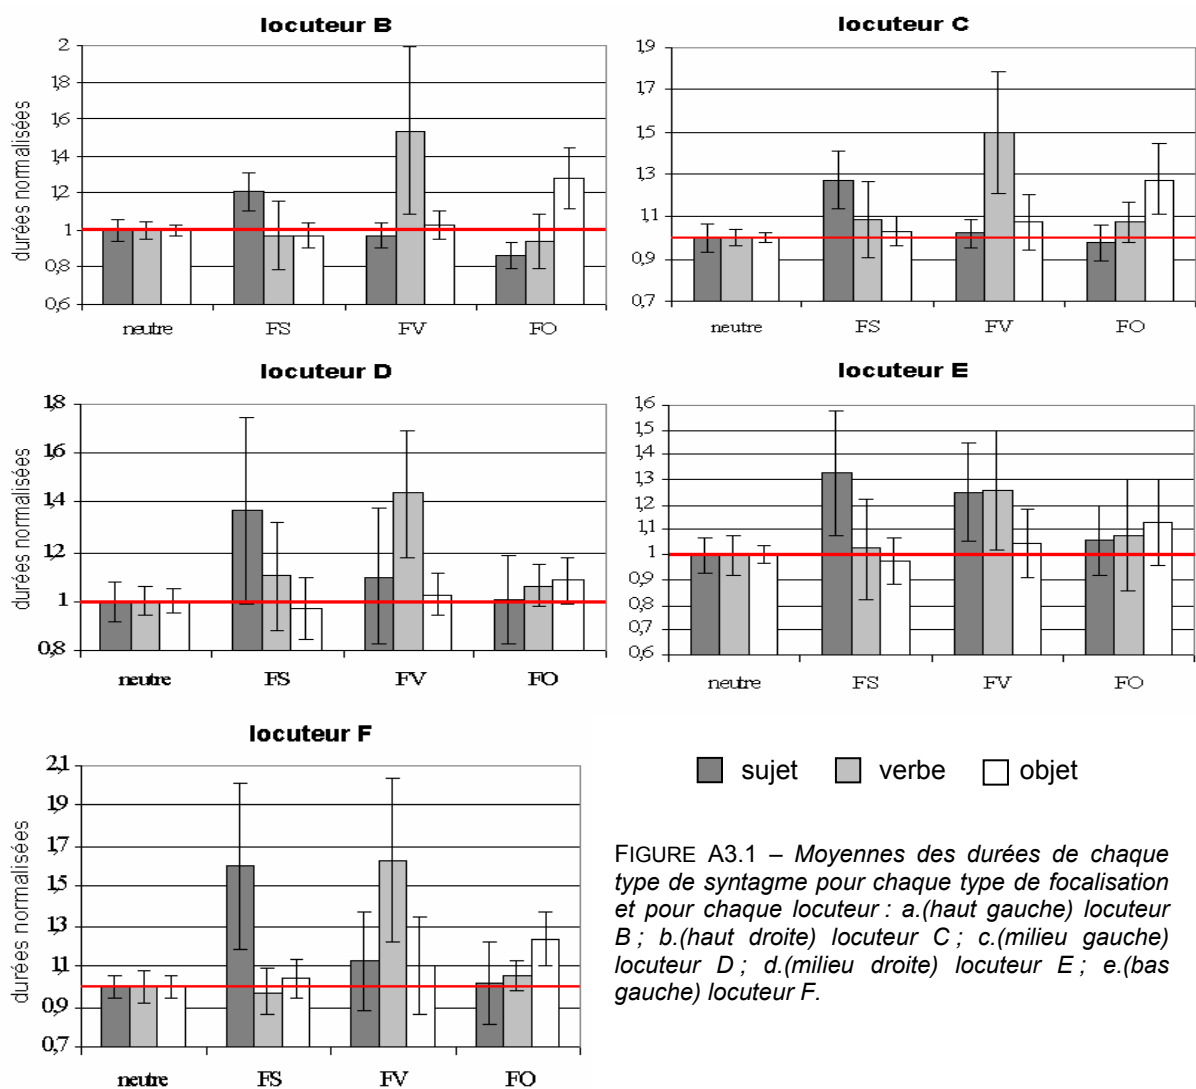 locuteur B
durées normalisées
2
1,8
1,6
1,4
1,2
1
0,8
0,6
neutre FS FV FO
locuteur C
1,9
1,7
1,5
1,3
1,1
0,9
0,7
neutre FS FV FO
locuteur D
durées normalisées
1,8
1,6
1,4
1,2
1
0,8
neutre FS FV FO
locuteur E
1,6
1,5
1,4
1,3
1,2
1,1
1
0,9
0,8
0,7
0,6
neutre FS FV FO
locuteur F
durées normalisées
2,1
1,9
1,7
1,5
1,3
1,1
0,9
0,7
neutre FS FV FO
sujet verbe objet
FIGURE A3.1 – Moyennes des durées de chaque
type de syntagme pour chaque type de focalisation
et pour chaque locuteur : a.(haut gauche) locuteur
B ; b.(haut droite) locuteur C ; c.(milieu gauche)
locuteur D ; d.(milieu droite) locuteur E ; e.(bas
gauche) locuteur F.